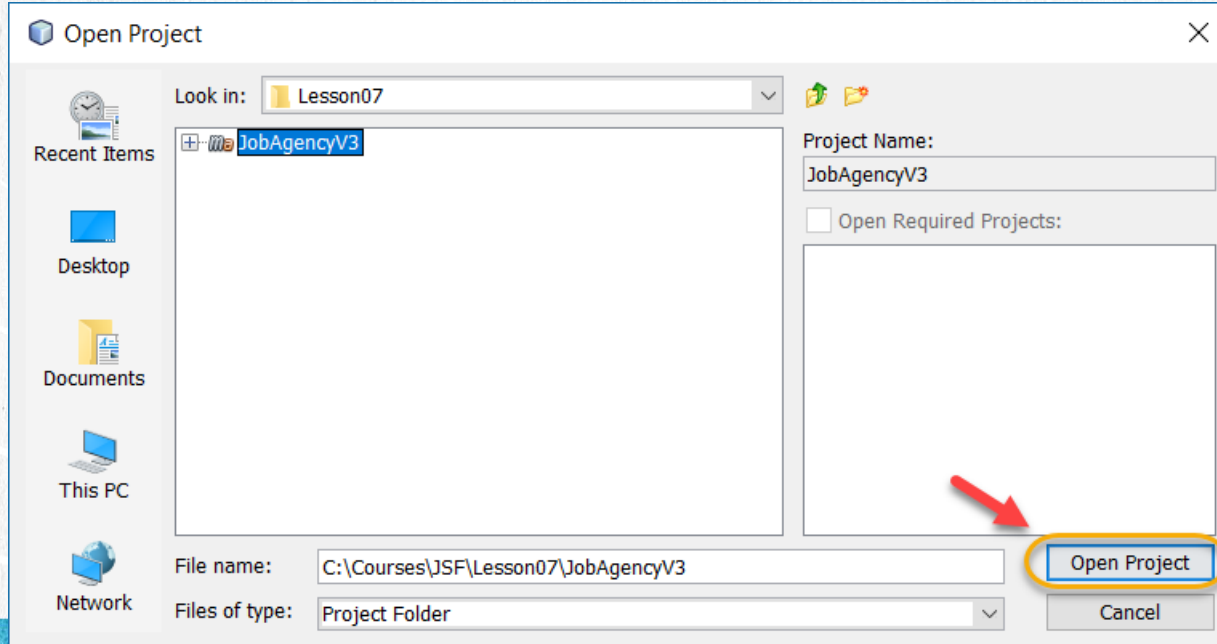 Open Project
Look in:
Lesson07
Recent Items
Desktop
Documents
This PC
Network
JobAgencyV3
Project Name:
JobAgencyV3
Open Required Projects:
File name:
C:\Courses\JSF\Lesson07\JobAgencyV3
Open Project
Files of type:
Project Folder
Cancel